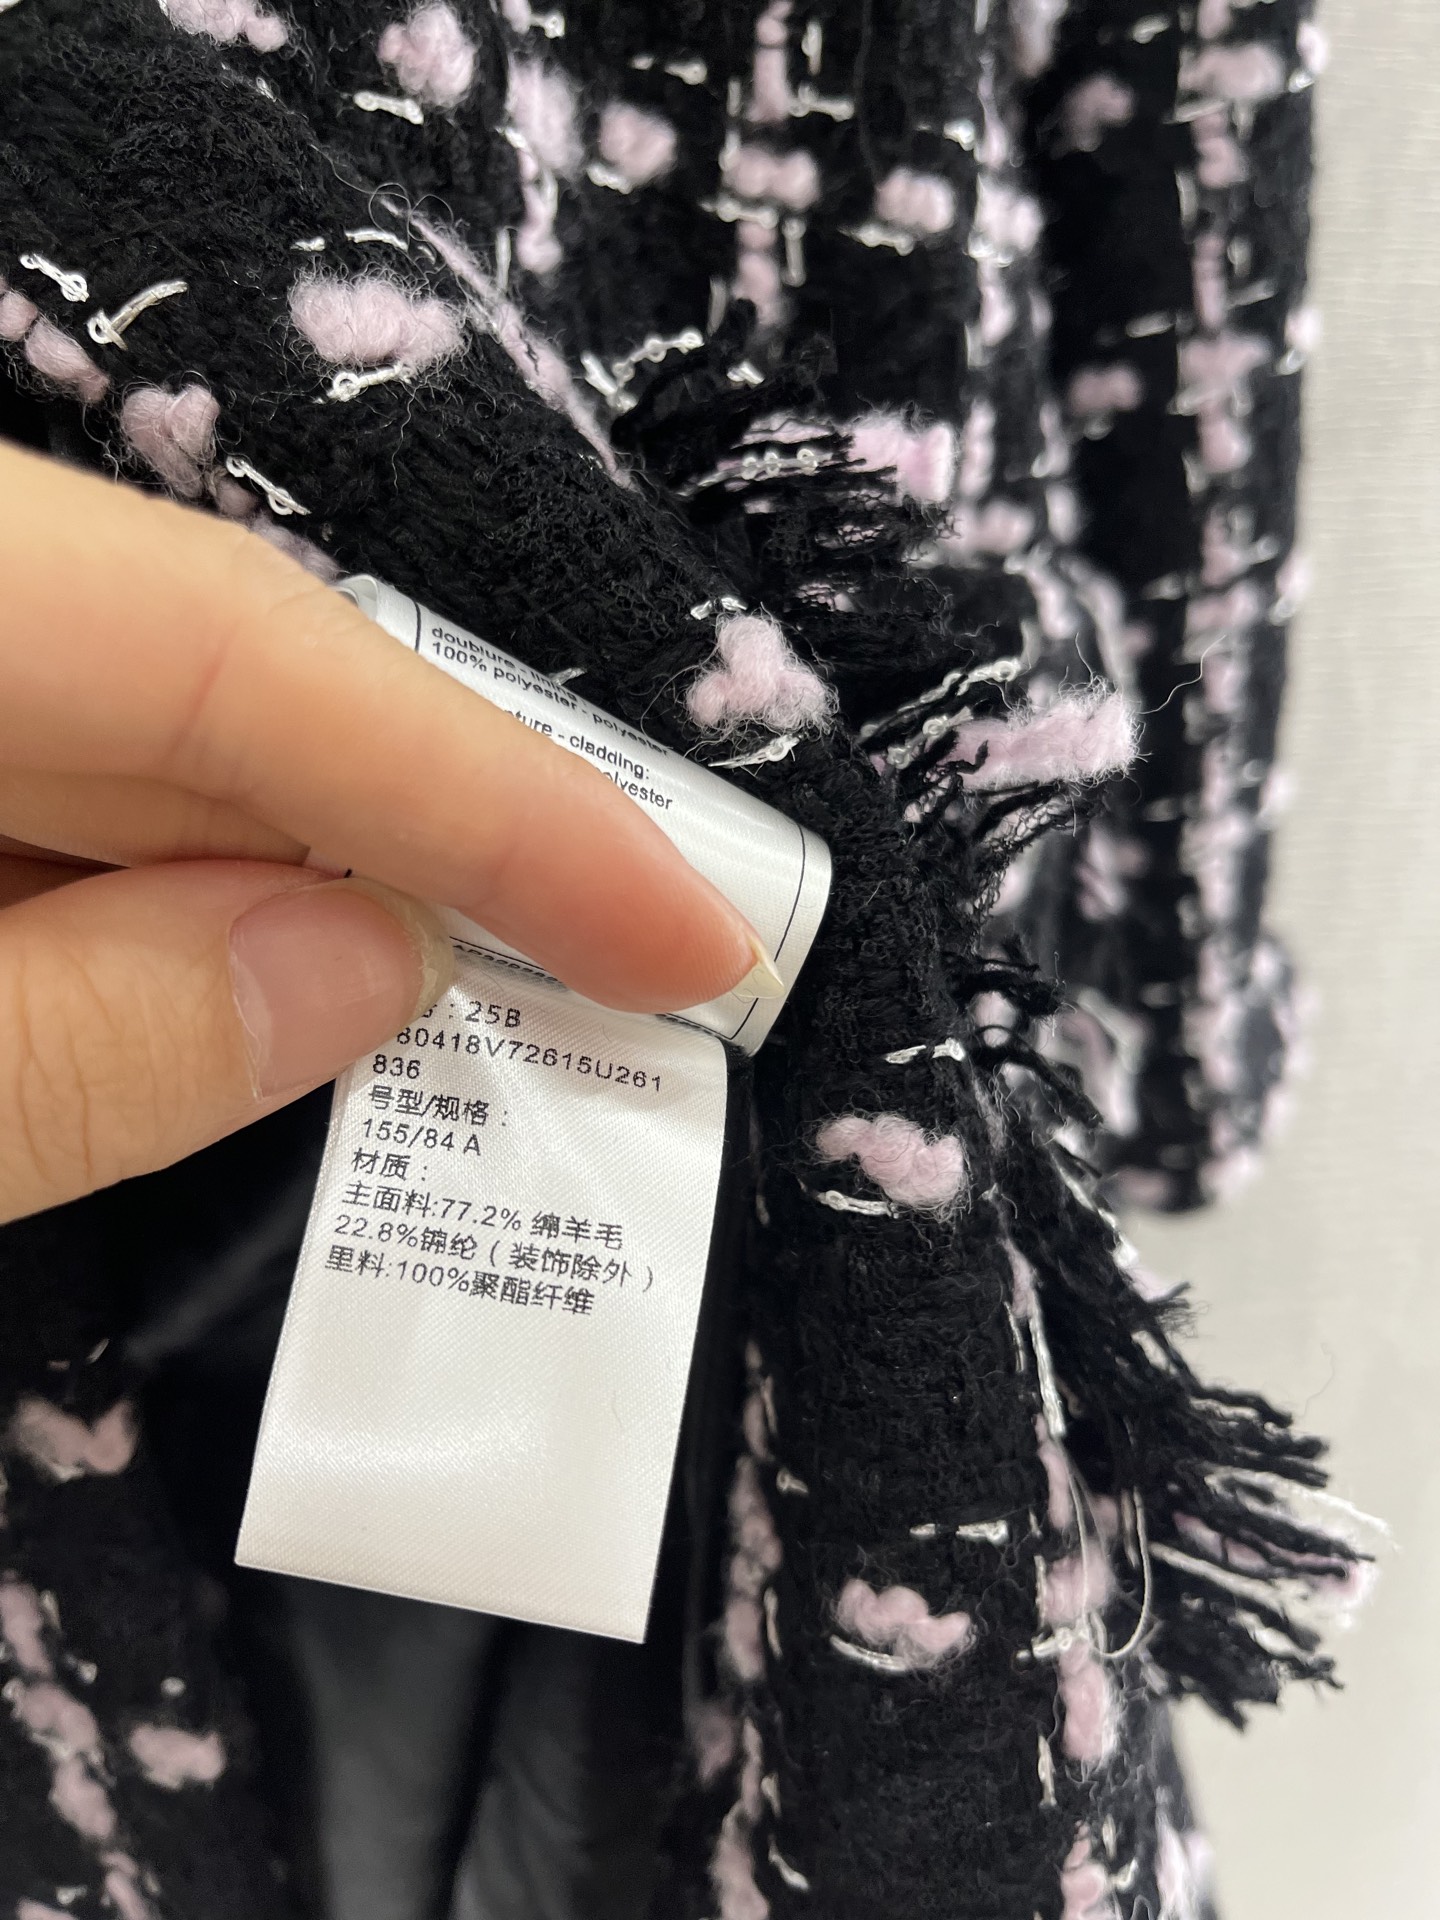 doublure - lining
100% polyester - polyester
cladding:
polyester
: 25B
80418V72615U261
836
号型/规格：
155/84 A
材质：
主面料:77.2% 绵羊毛
22.8%锦纶（装饰除外）
里料:100%聚酯纤维